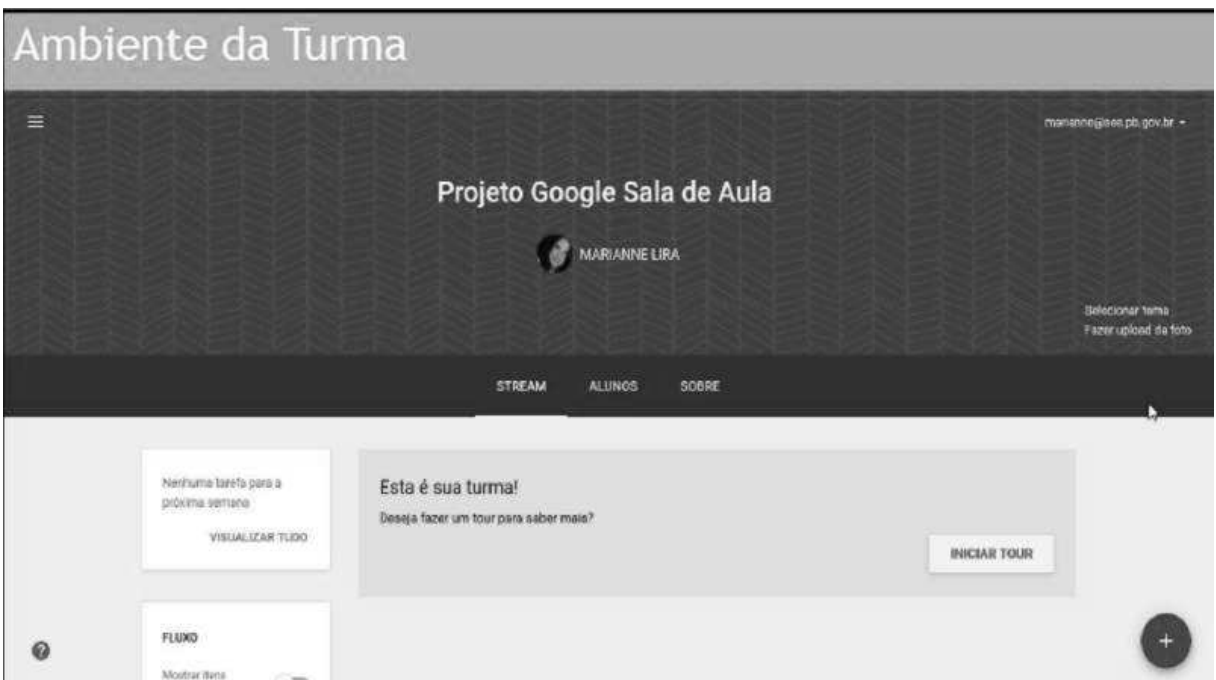 Ambiente da Turma
marianne@see.pb.gov.br
Projeto Google Sala de Aula
MARIANNE LIRA
Selecionar tema
Fazer upload da foto
STREAM ALUNOS SOBRE
Nenhuma tarefa para a
próxima semana
VISUALIZAR TUDO
Esta é sua turma!
Deseja fazer um tour para saber mais?
INICIAR TOUR
FLUXO
Mostrar itens